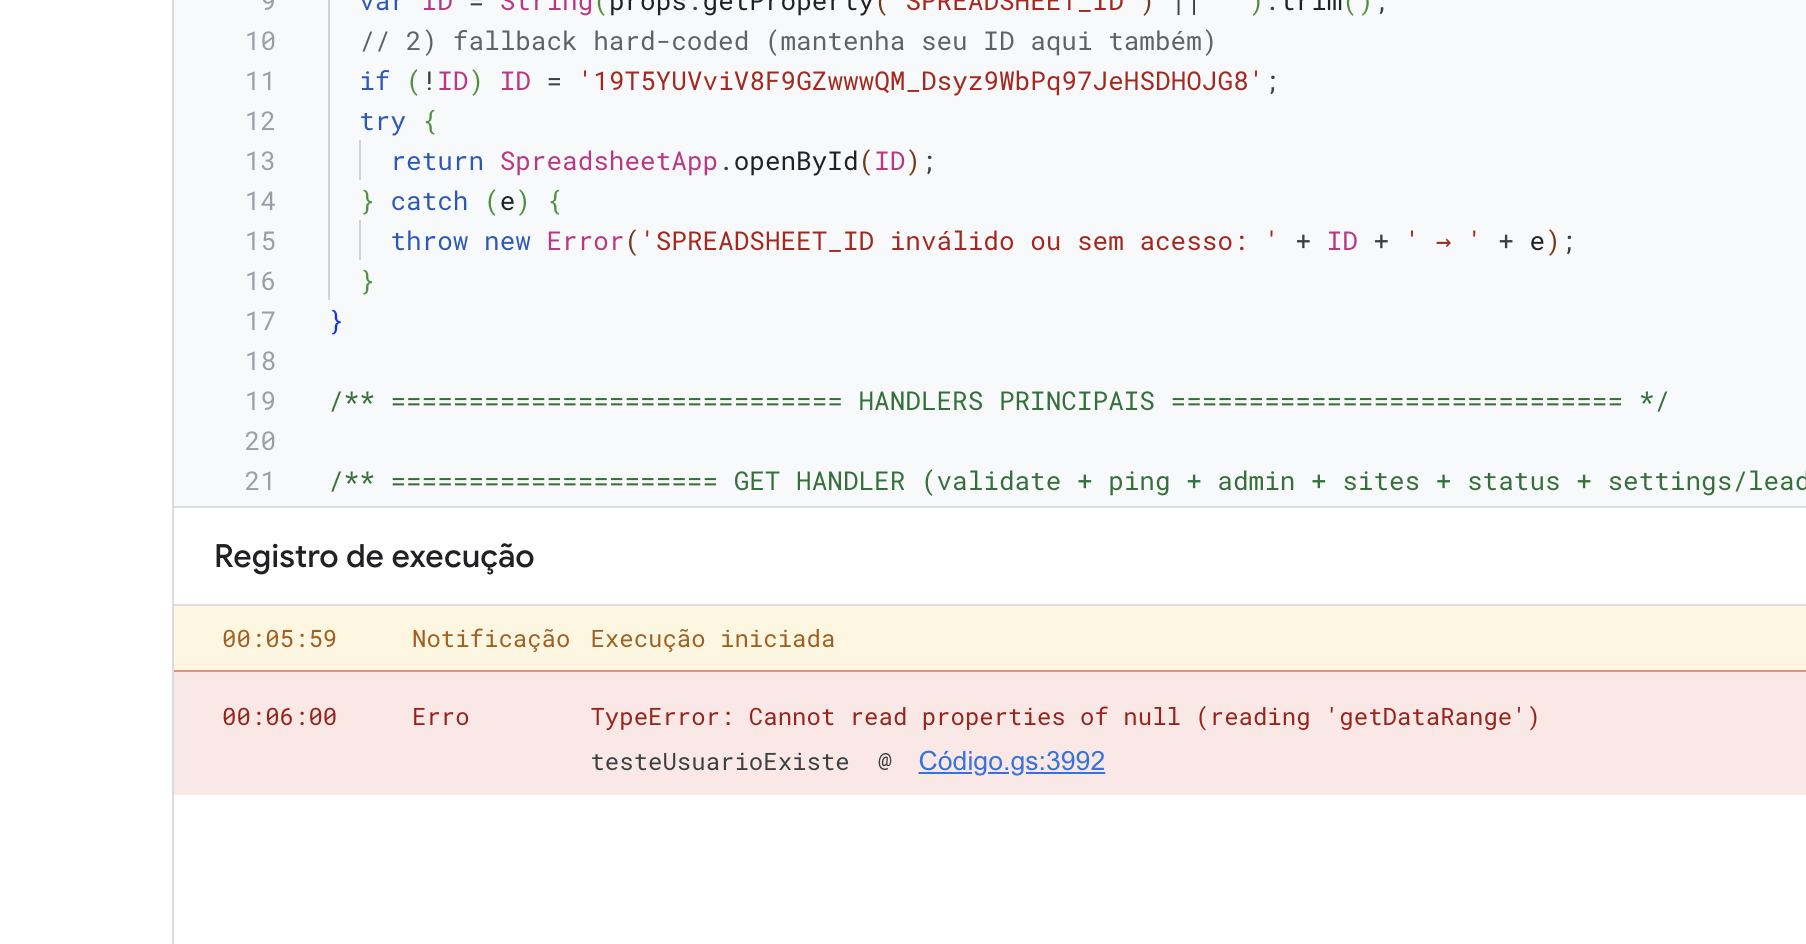 9 var ID = String(props.getProperty('SPREADSHEET_ID') || '').trim();
10 // 2) fallback hard-coded (mantenha seu ID aqui também)
11 if (!ID) ID = '19T5YUVviV8F9GZwwwQM_Dsyz9WbPq97JeHSDHOJG8';
12 try {
13 return SpreadsheetApp.openById(ID);
14 } catch (e) {
15 throw new Error('SPREADSHEET_ID inválido ou sem acesso: ' + ID + ' → ' + e);
16 }
17 }
18
19 /** ============================= HANDLERS PRINCIPAIS ============================= */
20
21 /** ===================== GET HANDLER (validate + ping + admin + sites + status + settings/lead
Registro de execução
00:05:59 Notificação Execução iniciada
00:06:00 Erro TypeError: Cannot read properties of null (reading 'getDataRange')
testeUsuarioExiste @ Código.gs:3992